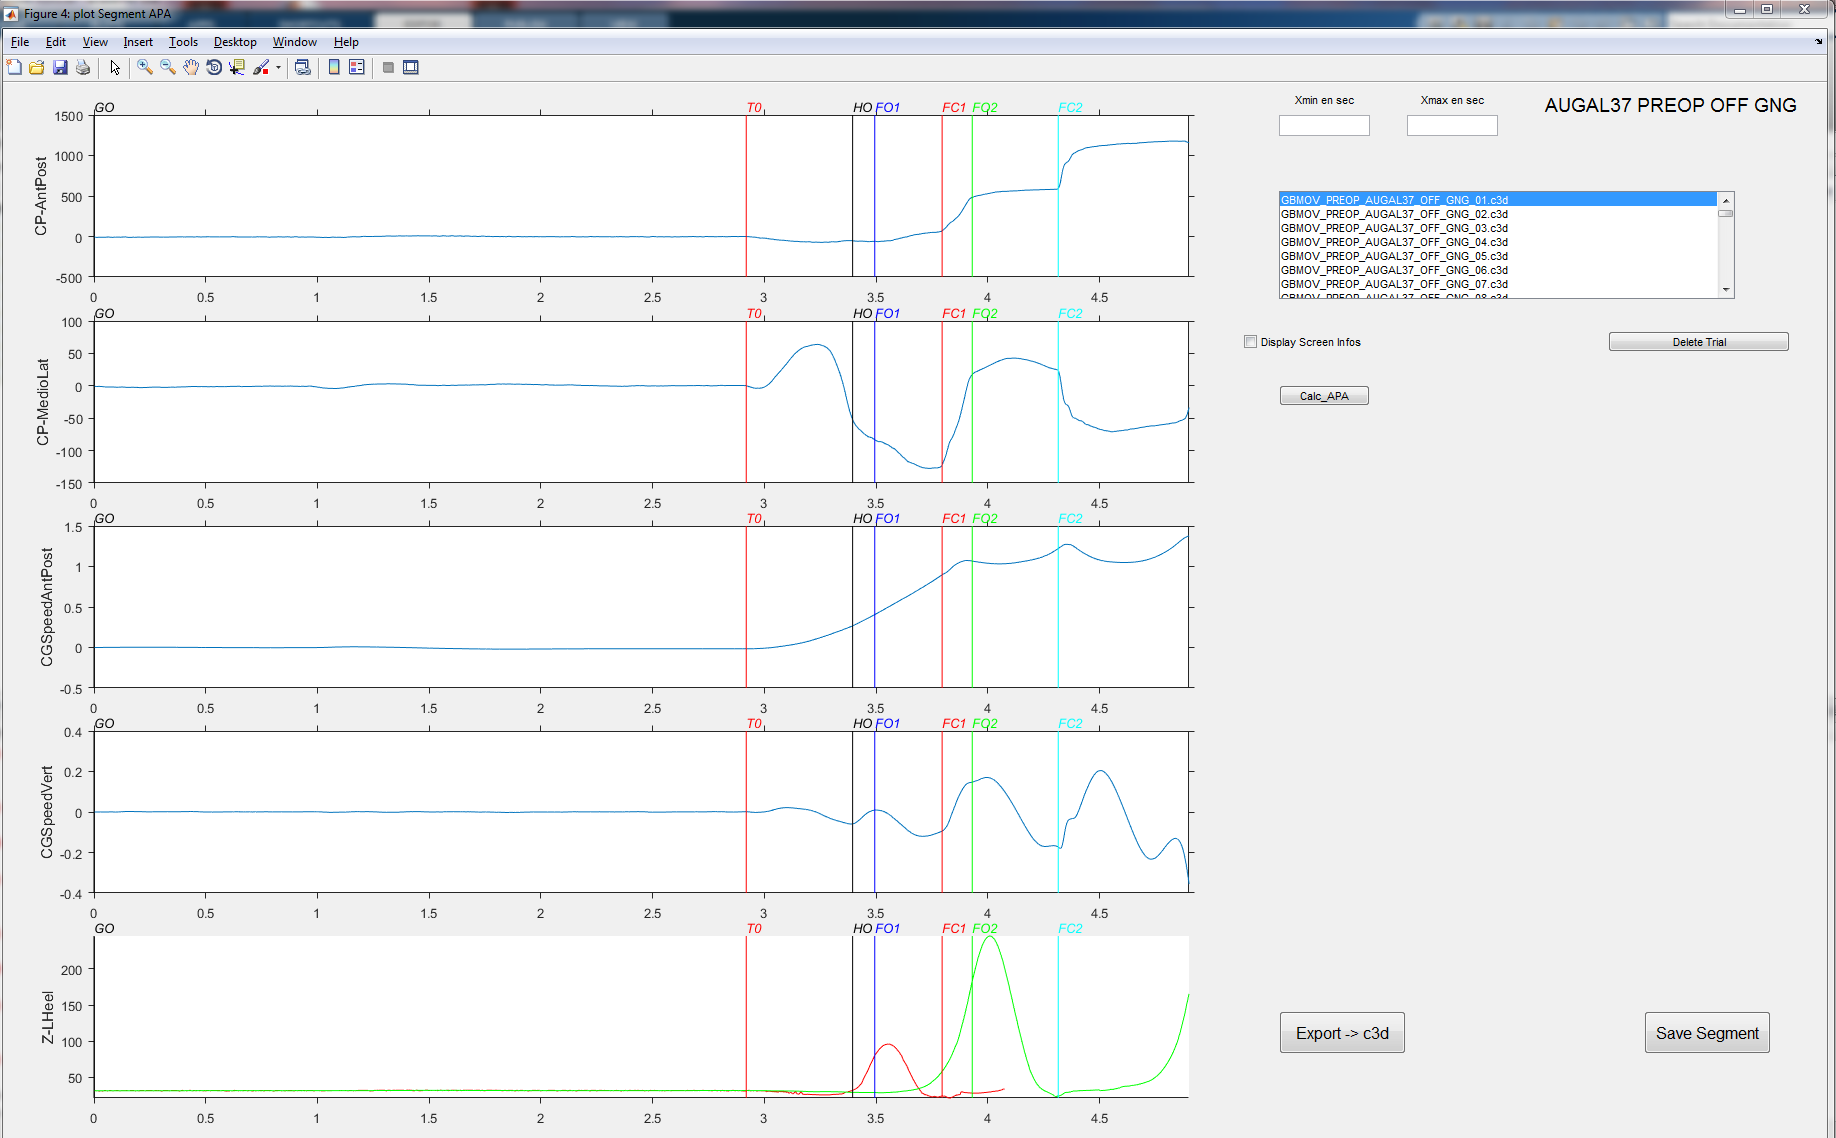 Figure 4: plot Segment APA
File Edit View Insert Tools Desktop Window Help
GO T0 HO FO1 FC1 FO2 FC2
CP-AntPost
1500
1000
500
0
-500
0 0.5 1 1.5 2 2.5 3 3.5 4 4.5
GO T0 HO FO1 FC1 FO2 FC2
CP-MedioLat
100
50
0
-50
-100
-150
0 0.5 1 1.5 2 2.5 3 3.5 4 4.5
GO T0 HO FO1 FC1 FO2 FC2
CGSpeedAntPost
1.5
1
0.5
0
-0.5
0 0.5 1 1.5 2 2.5 3 3.5 4 4.5
GO T0 HO FO1 FC1 FO2 FC2
CGSpeedVert
0.4
0.2
0
-0.2
-0.4
0 0.5 1 1.5 2 2.5 3 3.5 4 4.5
GO T0 HO FO1 FC1 FO2 FC2
Z-LHeel
200
150
100
50
0 0.5 1 1.5 2 2.5 3 3.5 4 4.5
Xmin en sec Xmax en sec
AUGAL37 PREOP OFF GNG
GBMOV_PREOP_AUGAL37_OFF_GNG_01.c3d
GBMOV_PREOP_AUGAL37_OFF_GNG_02.c3d
GBMOV_PREOP_AUGAL37_OFF_GNG_03.c3d
GBMOV_PREOP_AUGAL37_OFF_GNG_04.c3d
GBMOV_PREOP_AUGAL37_OFF_GNG_05.c3d
GBMOV_PREOP_AUGAL37_OFF_GNG_06.c3d
GBMOV_PREOP_AUGAL37_OFF_GNG_07.c3d
GBMOV_PREOP_AUGAL37_OFF_GNG_08.c3d
Display Screen Infos
Delete Trial
Calc_APA
Export -> c3d
Save Segment